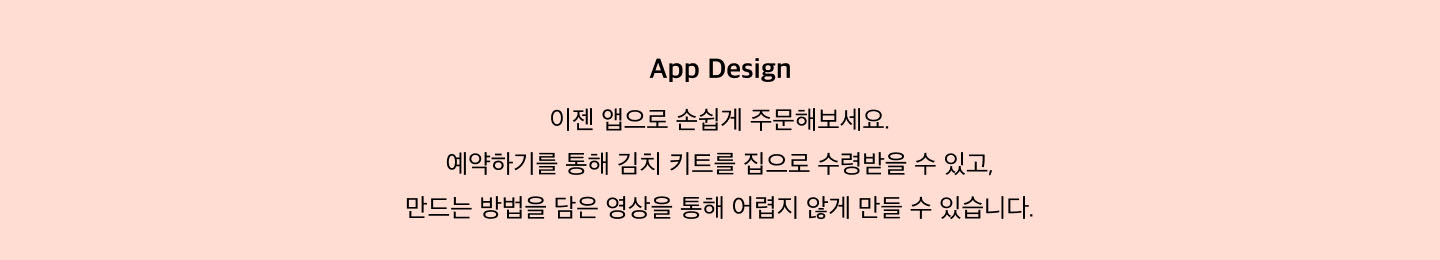 App Design
이젠 앱으로 손쉽게 주문해보세요.
예약하기를 통해 김치 키트를 집으로 수령받을 수 있고,
만드는 방법을 담은 영상을 통해 어렵지 않게 만들 수 있습니다.